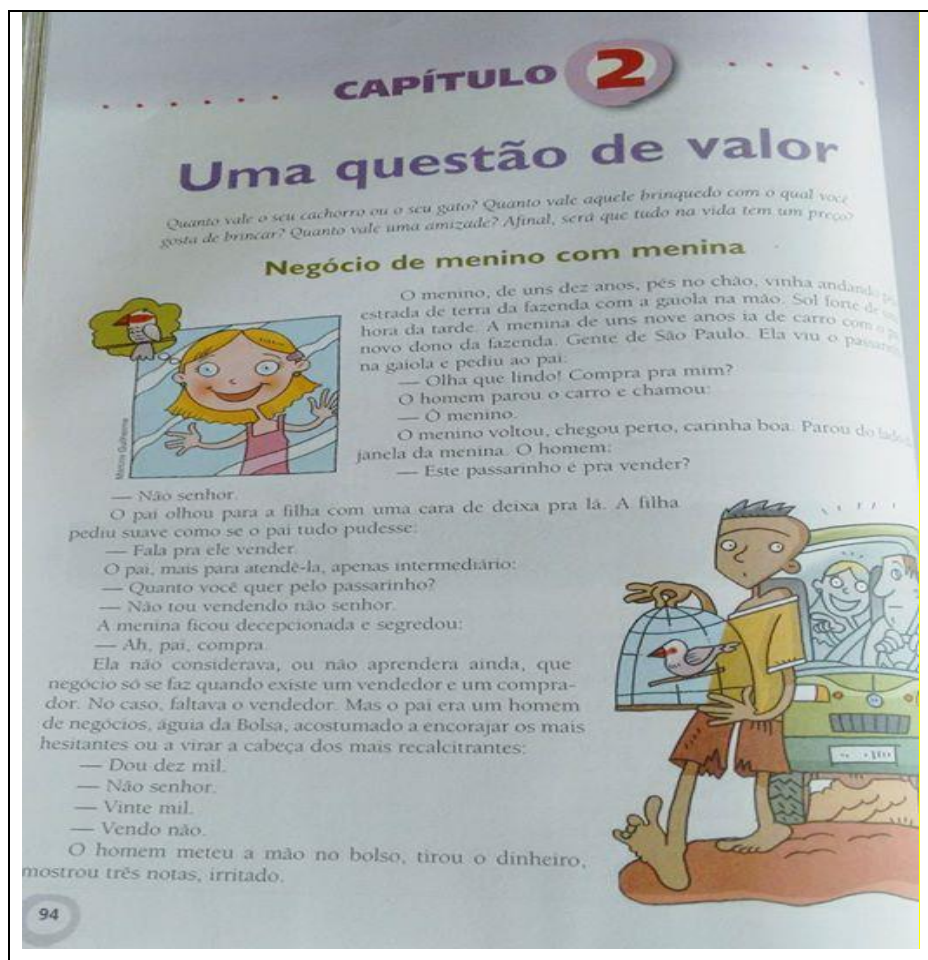 CAPÍTULO 2
Uma questão de valor
Quanto vale o seu cachorro ou o seu gato? Quanto vale aquele brinquedo com o qual você
gosta de brincar? Quanto vale uma amizade? Afinal, será que tudo na vida tem um preço?
Negócio de menino com menina
O menino, de uns dez anos, pés no chão, vinha andando
estrada de terra da fazenda com a gaiola na mão. Sol forte de
hora da tarde. A menina de uns nove anos ia de carro com o
novo dono da fazenda. Gente de São Paulo. Ela viu o
na gaiola e pediu ao pai:
— Olha que lindo! Compra pra mim?
O homem parou o carro e chamou:
— Ô menino.
O menino voltou, chegou perto, carinha boa. Parou do lado
janela da menina. O homem:
— Este passarinho é pra vender?
— Não senhor.
O pai olhou para a filha com uma cara de deixa pra lá. A filha
pediu suave como se o pai tudo pudesse:
— Fala pra ele vender.
O pai, mais para atendê-la, apenas intermediário:
— Quanto você quer pelo passarinho?
— Não tou vendendo não senhor.
A menina ficou decepcionada e segredou:
— Ah, pai, compra.
Ela não considerava, ou não aprendera ainda, que
negócio só se faz quando existe um vendedor e um compra-
dor. No caso, faltava o vendedor. Mas o pai era um homem
de negócios, águia da Bolsa, acostumado a encorajar os mais
hesitantes ou a virar a cabeça dos mais recalcitrantes:
— Dou dez mil.
— Não senhor.
— Vinte mil.
— Vendo não.
O homem meteu a mão no bolso, tirou o dinheiro,
mostrou três notas, irritado.
Guilherme
94